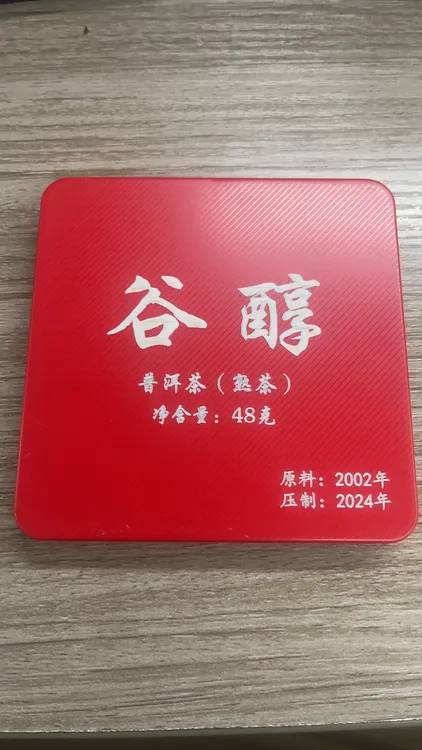 谷醇
普洱茶（熟茶）
净含量：48克
原料：2002年
压制：2024年